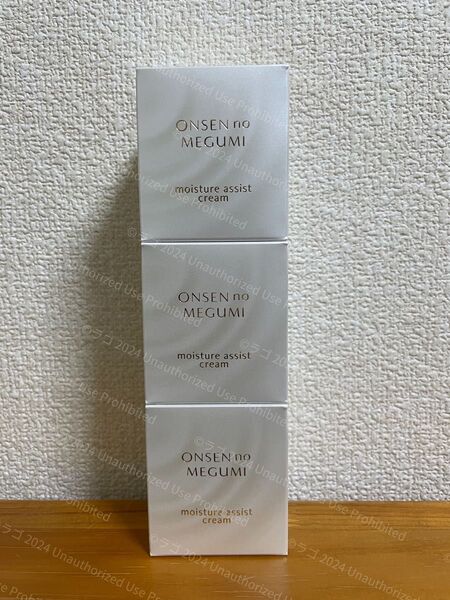 ONSEN no
MEGUMI
moisture assist
cream
ONSEN no
MEGUMI
moisture assist
cream
ONSEN no
MEGUMI
moisture assist
cream
©ラゴ 2024 Unauthorized Use Prohibited